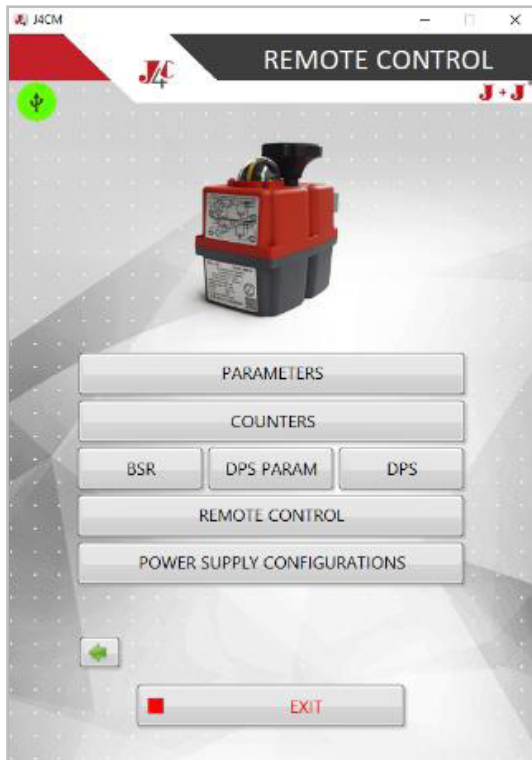 J4CM
REMOTE CONTROL
J4C
J+J
PARAMETERS
COUNTERS
BSR DPS PARAM DPS
REMOTE CONTROL
POWER SUPPLY CONFIGURATIONS
EXIT